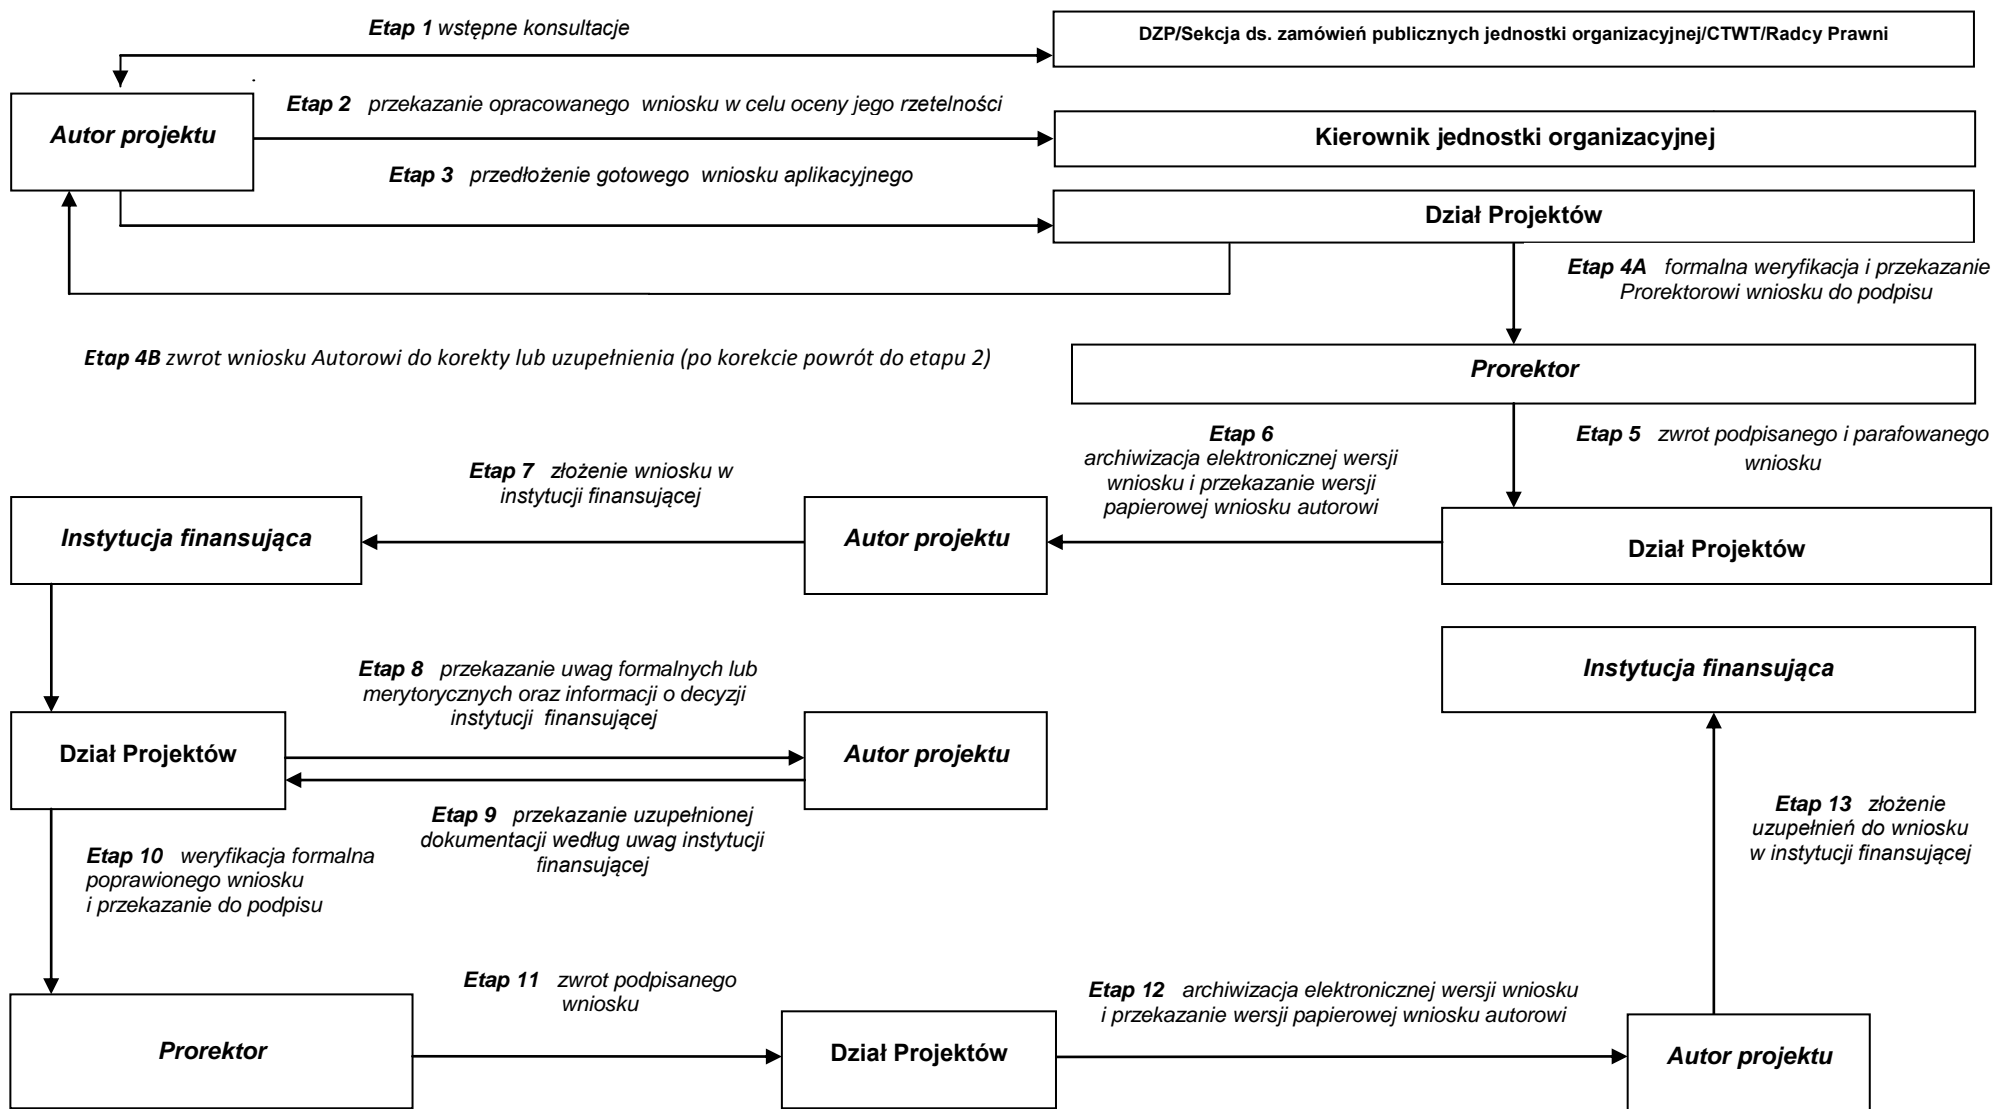 Etap 1 wstępne konsultacje
DZP/Sekcja ds. zamówień publicznych jednostki organizacyjnej/CTWT/Radcy Prawni
Etap 2 przekazanie opracowanego wniosku w celu oceny jego rzetelności
Autor projektu
Kierownik jednostki organizacyjnej
Etap 3 przedłożenie gotowego wniosku aplikacyjnego
Dział Projektów
Etap 4A formalna weryfikacja i przekazanie
Prorektorowi wniosku do podpisu
Etap 4B zwrot wniosku Autorowi do korekty lub uzupełnienia (po korekcie powrót do etapu 2)
Prorektor
Etap 5 zwrot podpisanego i parafowanego
wniosku
Etap 6
archiwizacja elektronicznej wersji
wniosku i przekazanie wersji
papierowej wniosku autorowi
Etap 7 złożenie wniosku w
instytucji finansującej
Instytucja finansująca
Autor projektu
Dział Projektów
Etap 8 przekazanie uwag formalnych lub
merytorycznych oraz informacji o decyzji
instytucji finansującej
Instytucja finansująca
Dział Projektów
Autor projektu
Etap 9 przekazanie uzupełnionej
dokumentacji według uwag instytucji
finansującej
Etap 13 złożenie
uzupełnień do wniosku
w instytucji finansującej
Etap 10 weryfikacja formalna
poprawionego wniosku
i przekazanie do podpisu
Etap 11 zwrot podpisanego
wniosku
Etap 12 archiwizacja elektronicznej wersji wniosku
i przekazanie wersji papierowej wniosku autorowi
Prorektor
Dział Projektów
Autor projektu